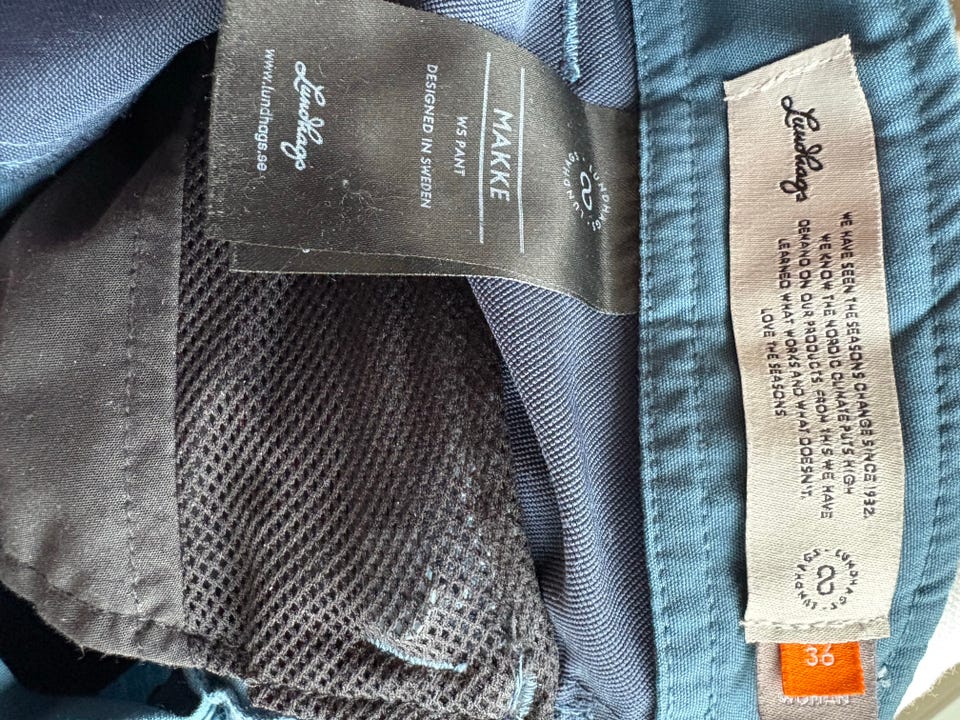 LUNDHAGS · LUNDHAGS ·
MAKKE
WS PANT
DESIGNED IN SWEDEN
Lundhags
www.lundhags.se
Lundhags
WE HAVE SEEN THE SEASONS CHANGE SINCE 1932.
WE KNOW THE NORDIC CLIMATE PUTS HIGH
DEMAND ON OUR PRODUCTS. FROM THIS WE HAVE
LEARNED WHAT WORKS AND WHAT DOESN'T.
LOVE THE SEASONS
LUNDHAGS · LUNDHAGS ·
36
WOMAN